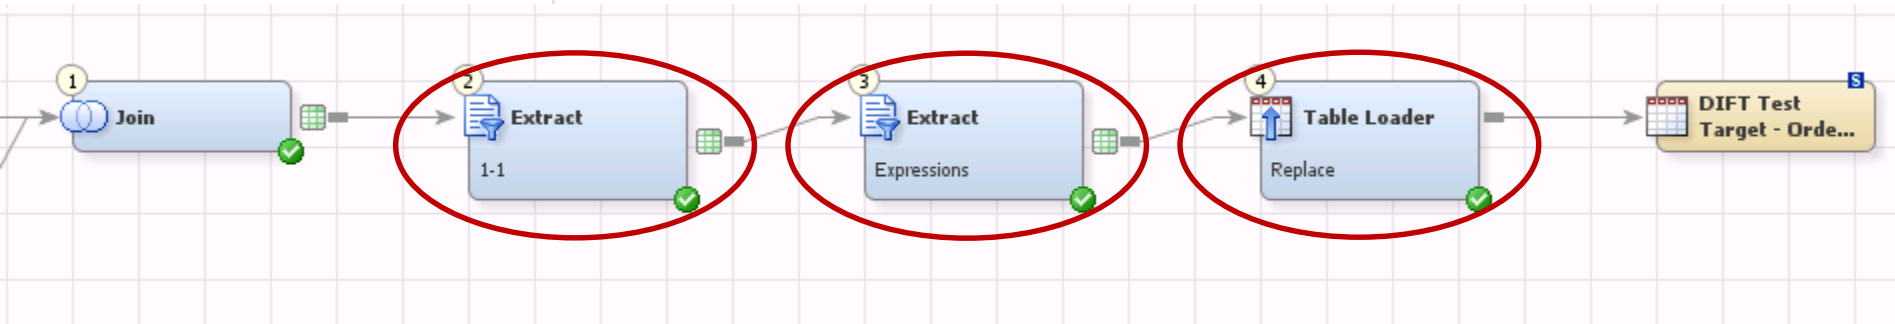 1
Join
2
Extract
1-1
3
Extract
Expressions
4
Table Loader
Replace
S
DIFT Test
Target - Orde...